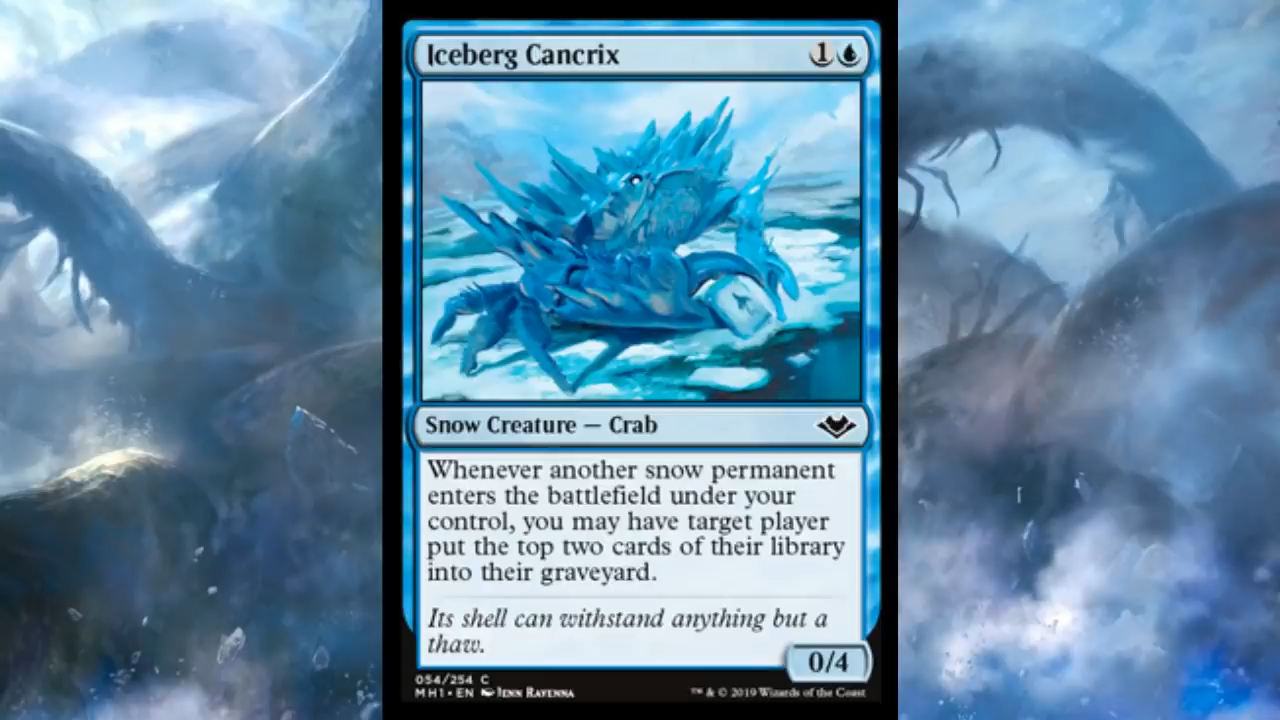 Iceberg Cancrix 1
Snow Creature — Crab
Whenever another snow permanent
enters the battlefield under your
control, you may have target player
put the top two cards of their library
into their graveyard.
Its shell can withstand anything but a
thaw.
0/4
054/254 C
MH1 • EN Jenn Ravenna
™ & © 2019 Wizards of the Coast